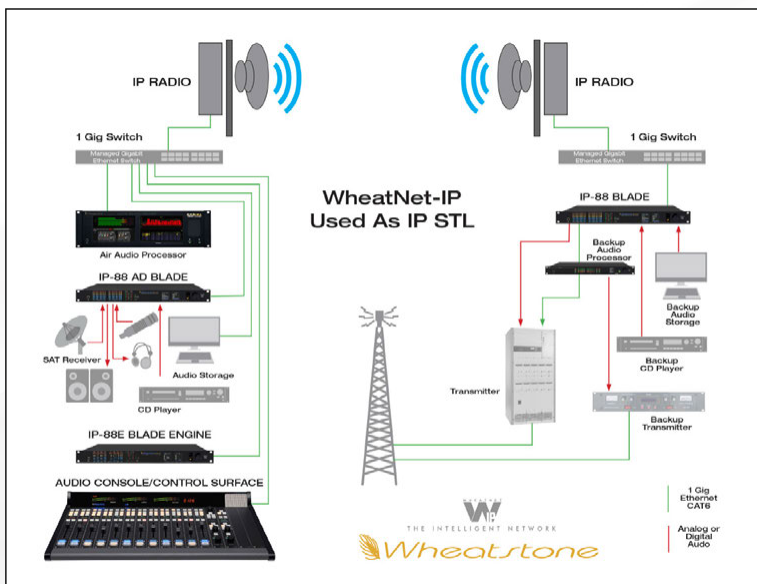 IP RADIO
1 Gig Switch
Managed Gigabit
Ethernet Switch
Air Audio Processor
IP-88 AD BLADE
SAT Receiver
Audio Storage
CD Player
IP-88E BLADE ENGINE
AUDIO CONSOLE/CONTROL SURFACE
WheatNet-IP
Used As IP STL
IP RADIO
1 Gig Switch
Managed Gigabit
Ethernet Switch
IP-88 BLADE
Backup
Audio
Processor
Backup
Audio
Storage
Backup
CD Player
Transmitter
Backup
Transmitter
THE INTELLIGENT NETWORK
Wheatstone
1 Gig
Ethernet
CAT6
Analog or
Digital
Audo